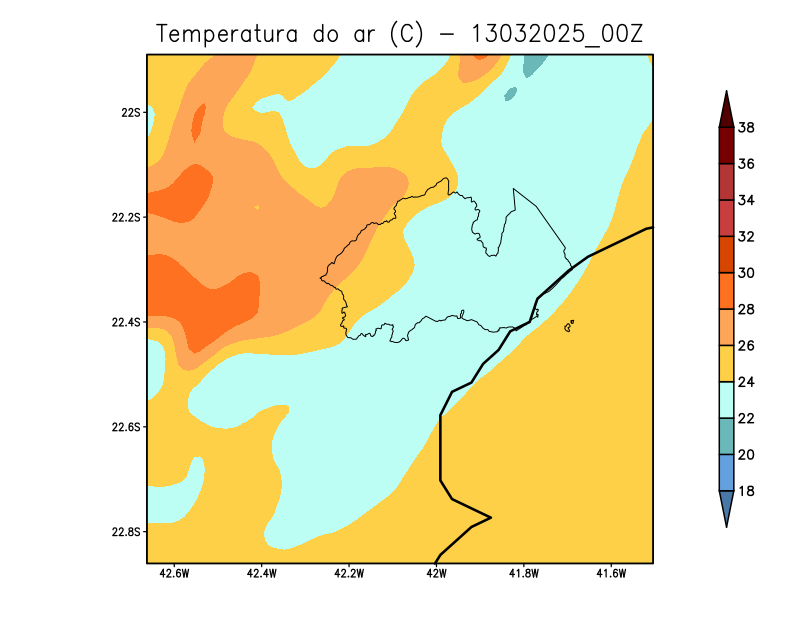 Temperatura do ar (C) - 13032025_00Z
22S
22.2S
22.4S
22.6S
22.8S
42.6W
42.4W
42.2W
42W
41.8W
41.6W
38
36
34
32
30
28
26
24
22
20
18